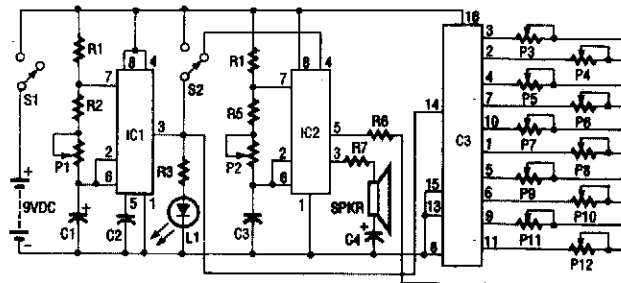 S1
9VDC
+
−
R1
R2
P1
C1
+
8
4
7
IC1
3
2
6
5
1
C2
R3
L1
S2
R1
R5
P2
C3
8
4
7
IC2
5
3
2
6
1
R6
R7
SPKR
C4
+
16
14
C3
15
13
8
3
P3
2
P4
4
P5
7
P6
10
P7
1
P8
5
P9
6
P10
9
P11
11
P12